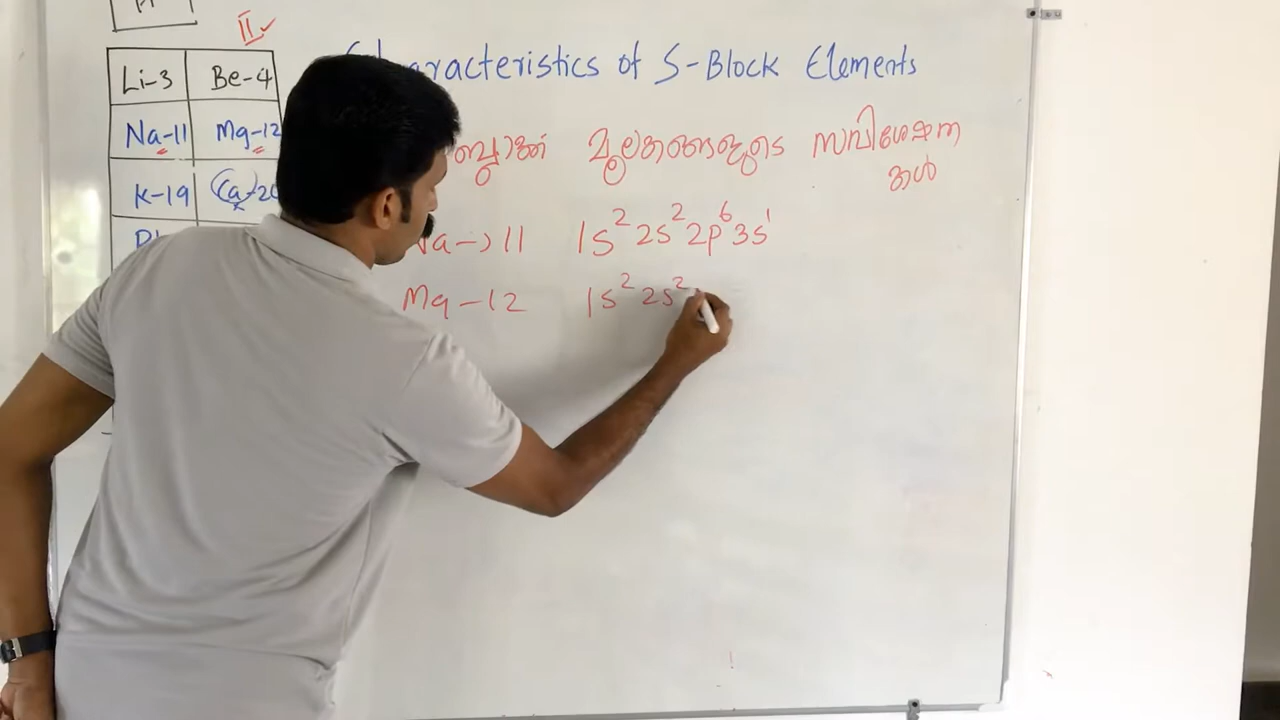 II ✓
Li-3 Be-4
Na-11 Mg-12
K-19 Ca-20
Characteristics of S-Block Elements
മൂലകങ്ങളുടെ സവിശേഷത
കൾ
Na → 11 1s² 2s² 2p⁶ 3s¹
Mg - 12 1s² 2s²